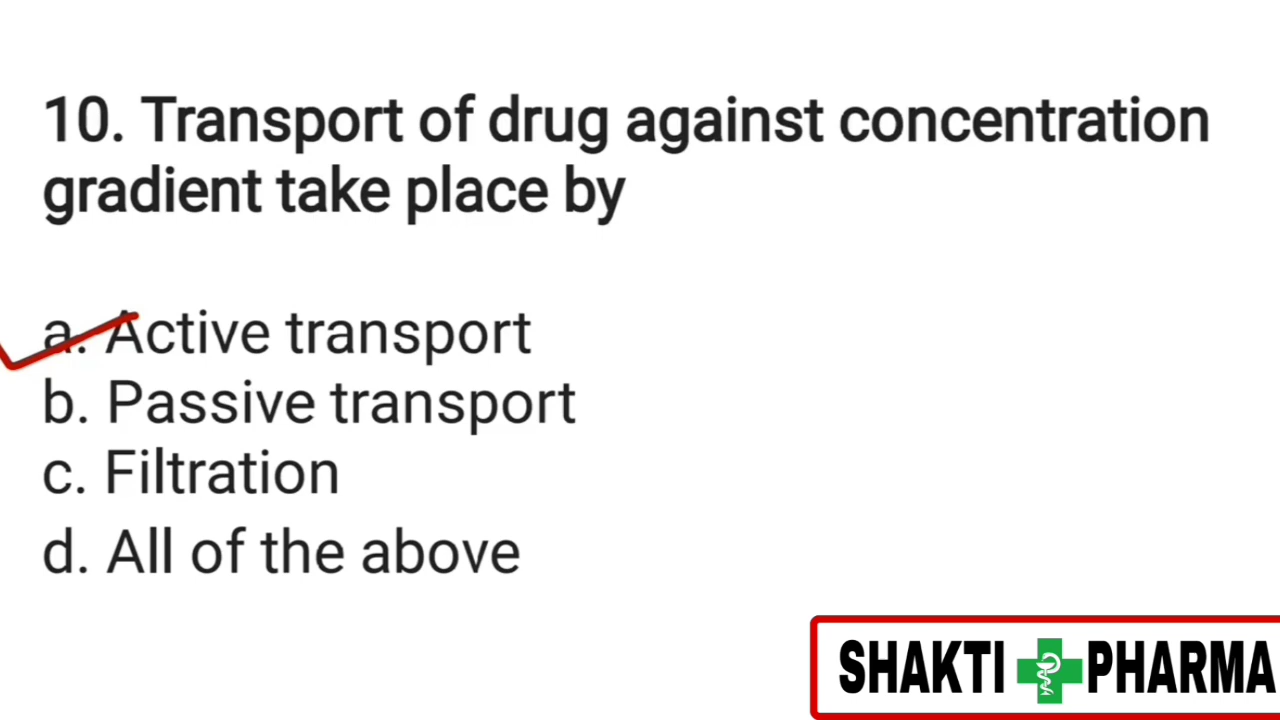 10. Transport of drug against concentration
gradient take place by
a. Active transport
b. Passive transport
c. Filtration
d. All of the above
SHAKTI PHARMA